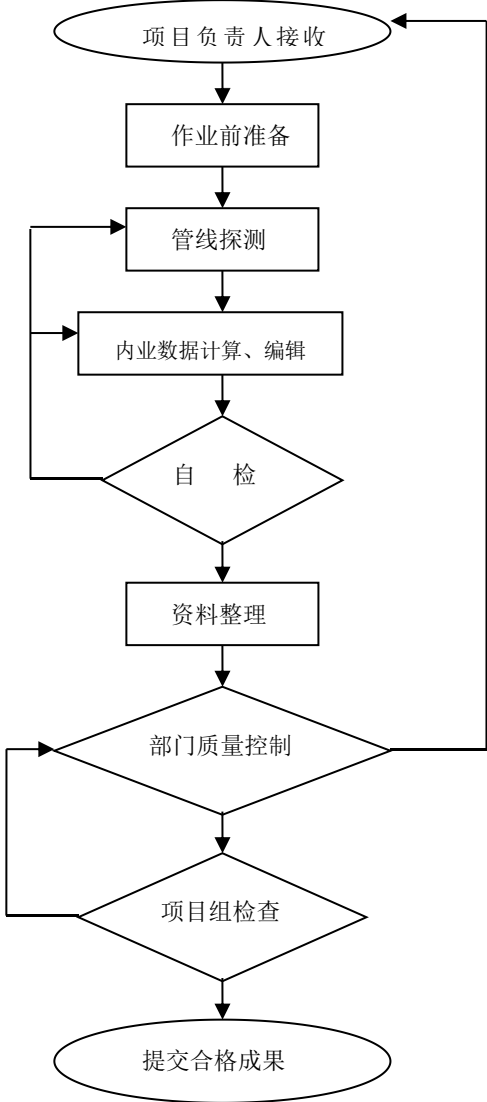 项目负责人接收
作业前准备
管线探测
内业数据计算、编辑
自 检
资料整理
部门质量控制
项目组检查
提交合格成果